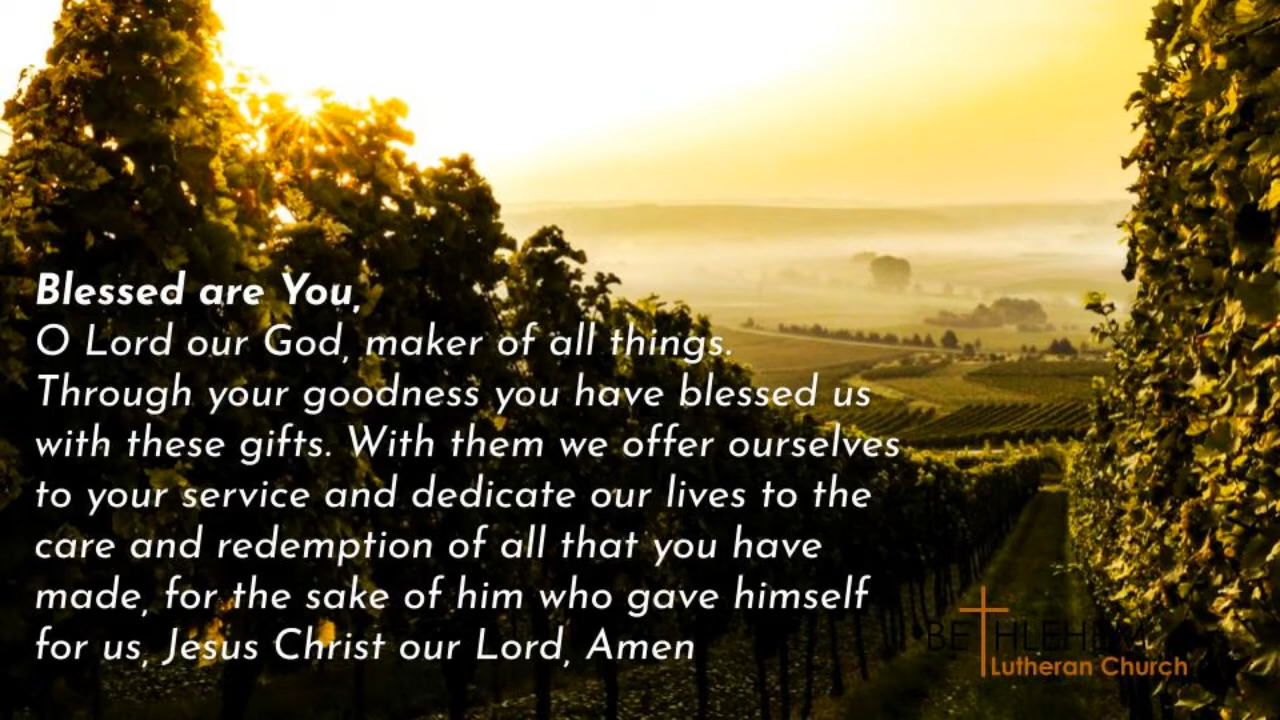 Blessed are You,
O Lord our God, maker of all things.
Through your goodness you have blessed us
with these gifts. With them we offer ourselves
to your service and dedicate our lives to the
care and redemption of all that you have
made, for the sake of him who gave himself
for us, Jesus Christ our Lord, Amen
BETHLEHEM
Lutheran Church